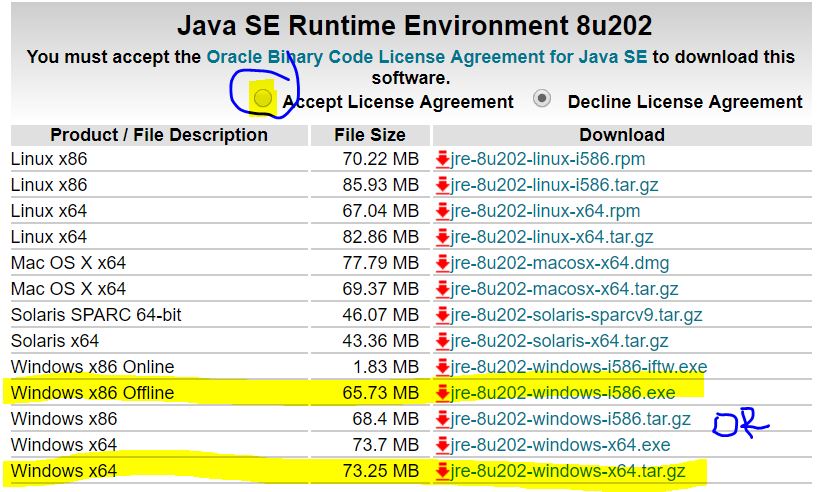 Java SE Runtime Environment 8u202
You must accept the Oracle Binary Code License Agreement for Java SE to download this
software.
Accept License Agreement Decline License Agreement
Product / File Description File Size Download
Linux x86 70.22 MB jre-8u202-linux-i586.rpm
Linux x86 85.93 MB jre-8u202-linux-i586.tar.gz
Linux x64 67.04 MB jre-8u202-linux-x64.rpm
Linux x64 82.86 MB jre-8u202-linux-x64.tar.gz
Mac OS X x64 77.79 MB jre-8u202-macosx-x64.dmg
Mac OS X x64 69.37 MB jre-8u202-macosx-x64.tar.gz
Solaris SPARC 64-bit 46.07 MB jre-8u202-solaris-sparcv9.tar.gz
Solaris x64 43.36 MB jre-8u202-solaris-x64.tar.gz
Windows x86 Online 1.83 MB jre-8u202-windows-i586-iftw.exe
Windows x86 Offline 65.73 MB jre-8u202-windows-i586.exe
Windows x86 68.4 MB jre-8u202-windows-i586.tar.gz OR
Windows x64 73.7 MB jre-8u202-windows-x64.exe
Windows x64 73.25 MB jre-8u202-windows-x64.tar.gz